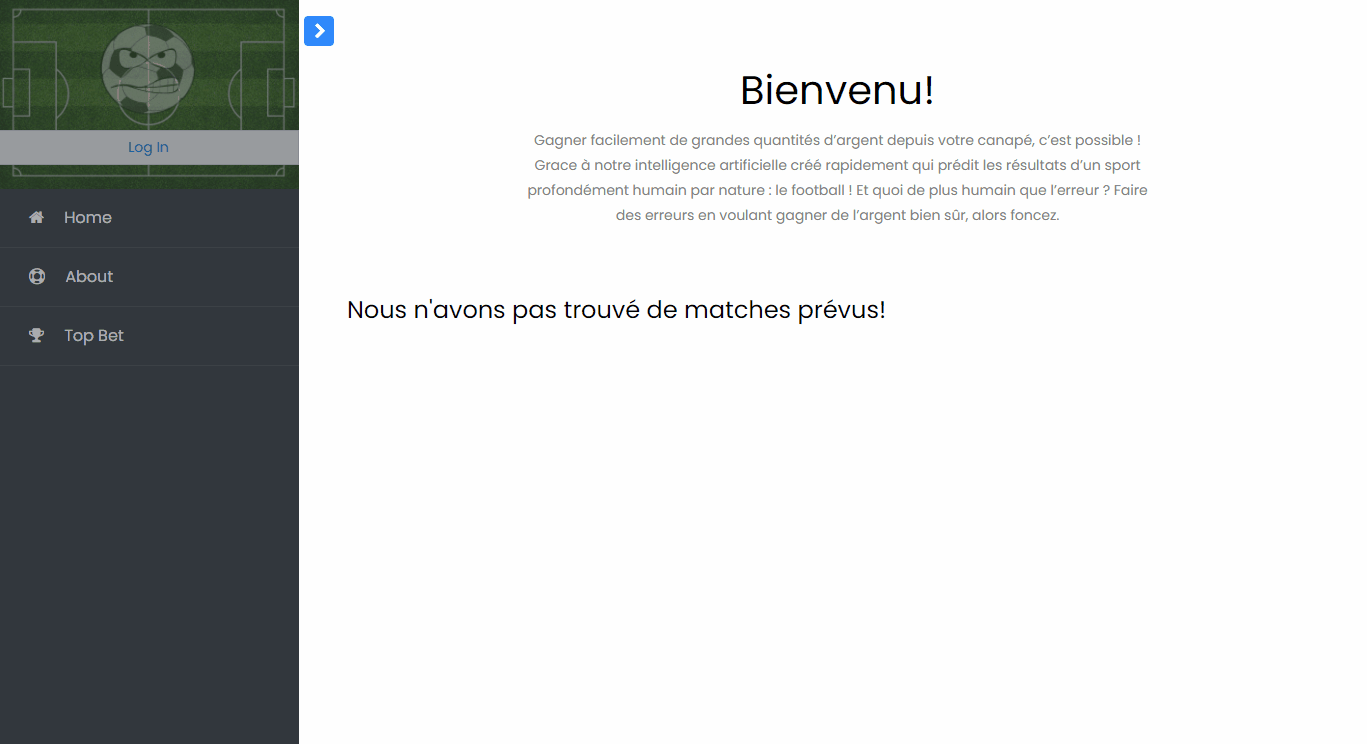 Log In
Home
About
Top Bet
Bienvenu!
Gagner facilement de grandes quantités d’argent depuis votre canapé, c’est possible !
Grace à notre intelligence artificielle créé rapidement qui prédit les résultats d’un sport
profondément humain par nature : le football ! Et quoi de plus humain que l’erreur ? Faire
des erreurs en voulant gagner de l’argent bien sûr, alors foncez.
Nous n'avons pas trouvé de matches prévus!